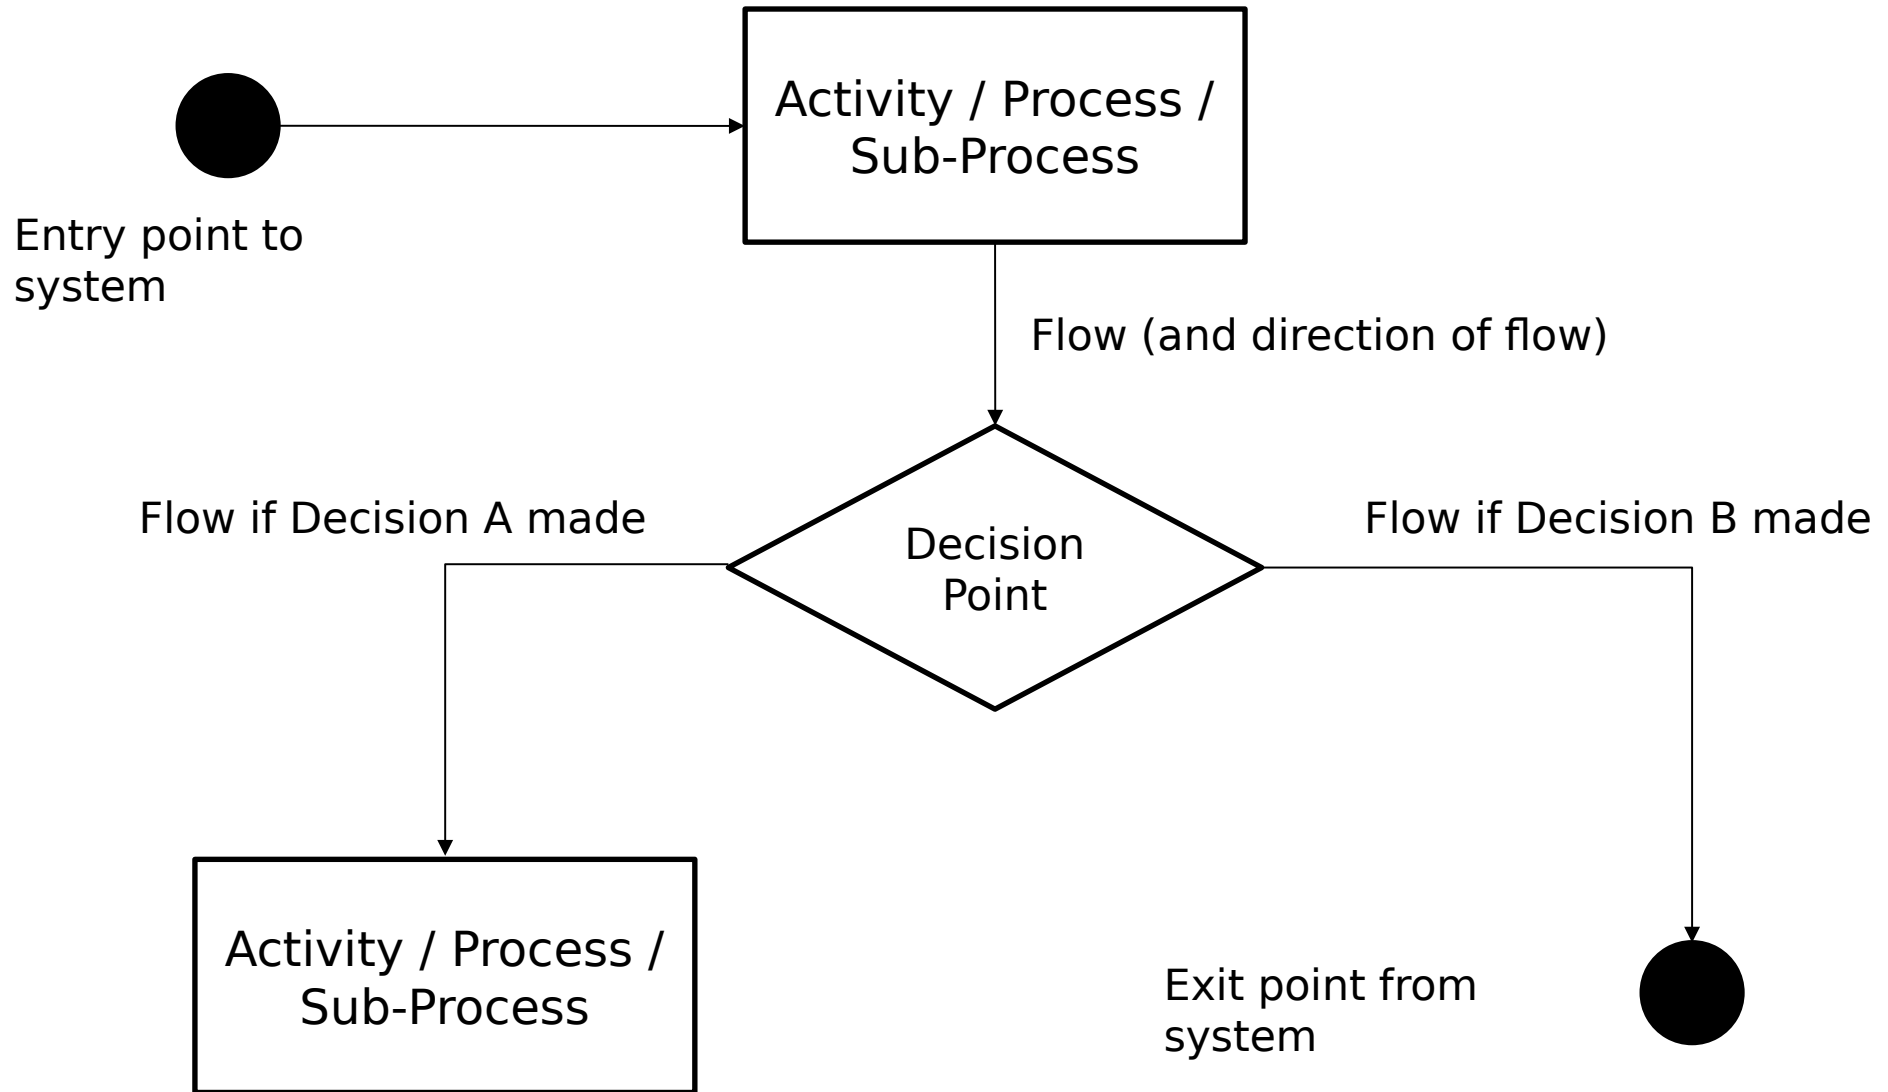 Activity / Process /
Sub-Process
Entry point to
system
Flow (and direction of flow)
Flow if Decision A made
Flow if Decision B made
Decision
Point
Activity / Process /
Sub-Process
Exit point from
system